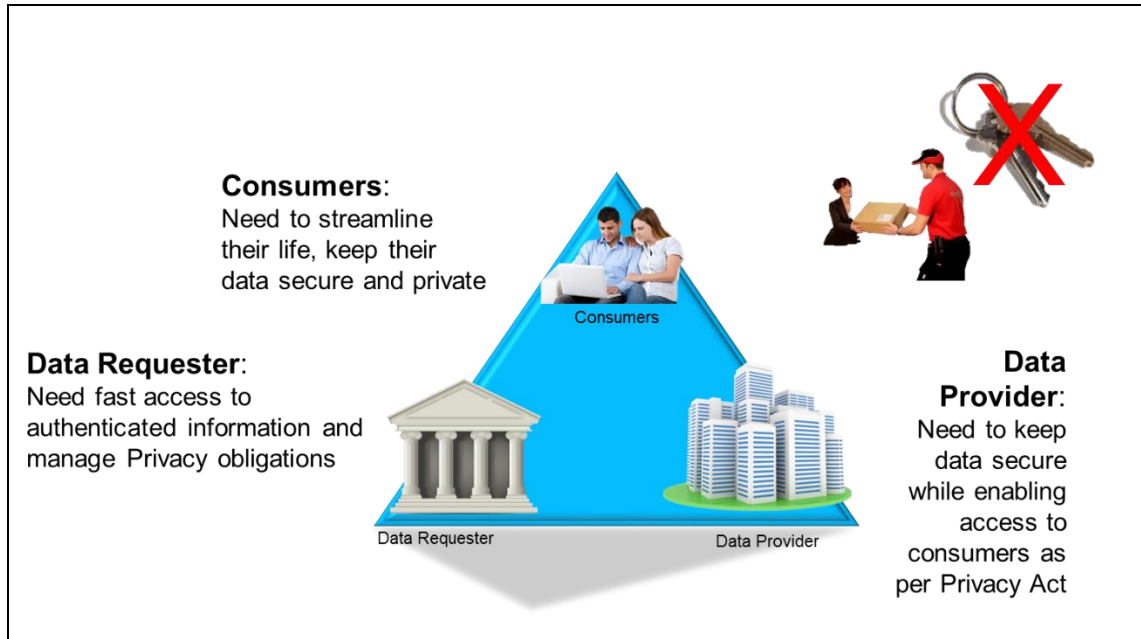 Consumers:
Need to streamline
their life, keep their
data secure and private
Consumers
Data Requester:
Need fast access to
authenticated information and
manage Privacy obligations
Data
Provider:
Need to keep
data secure
while enabling
access to
consumers as
per Privacy Act
Data Requester
Data Provider
X